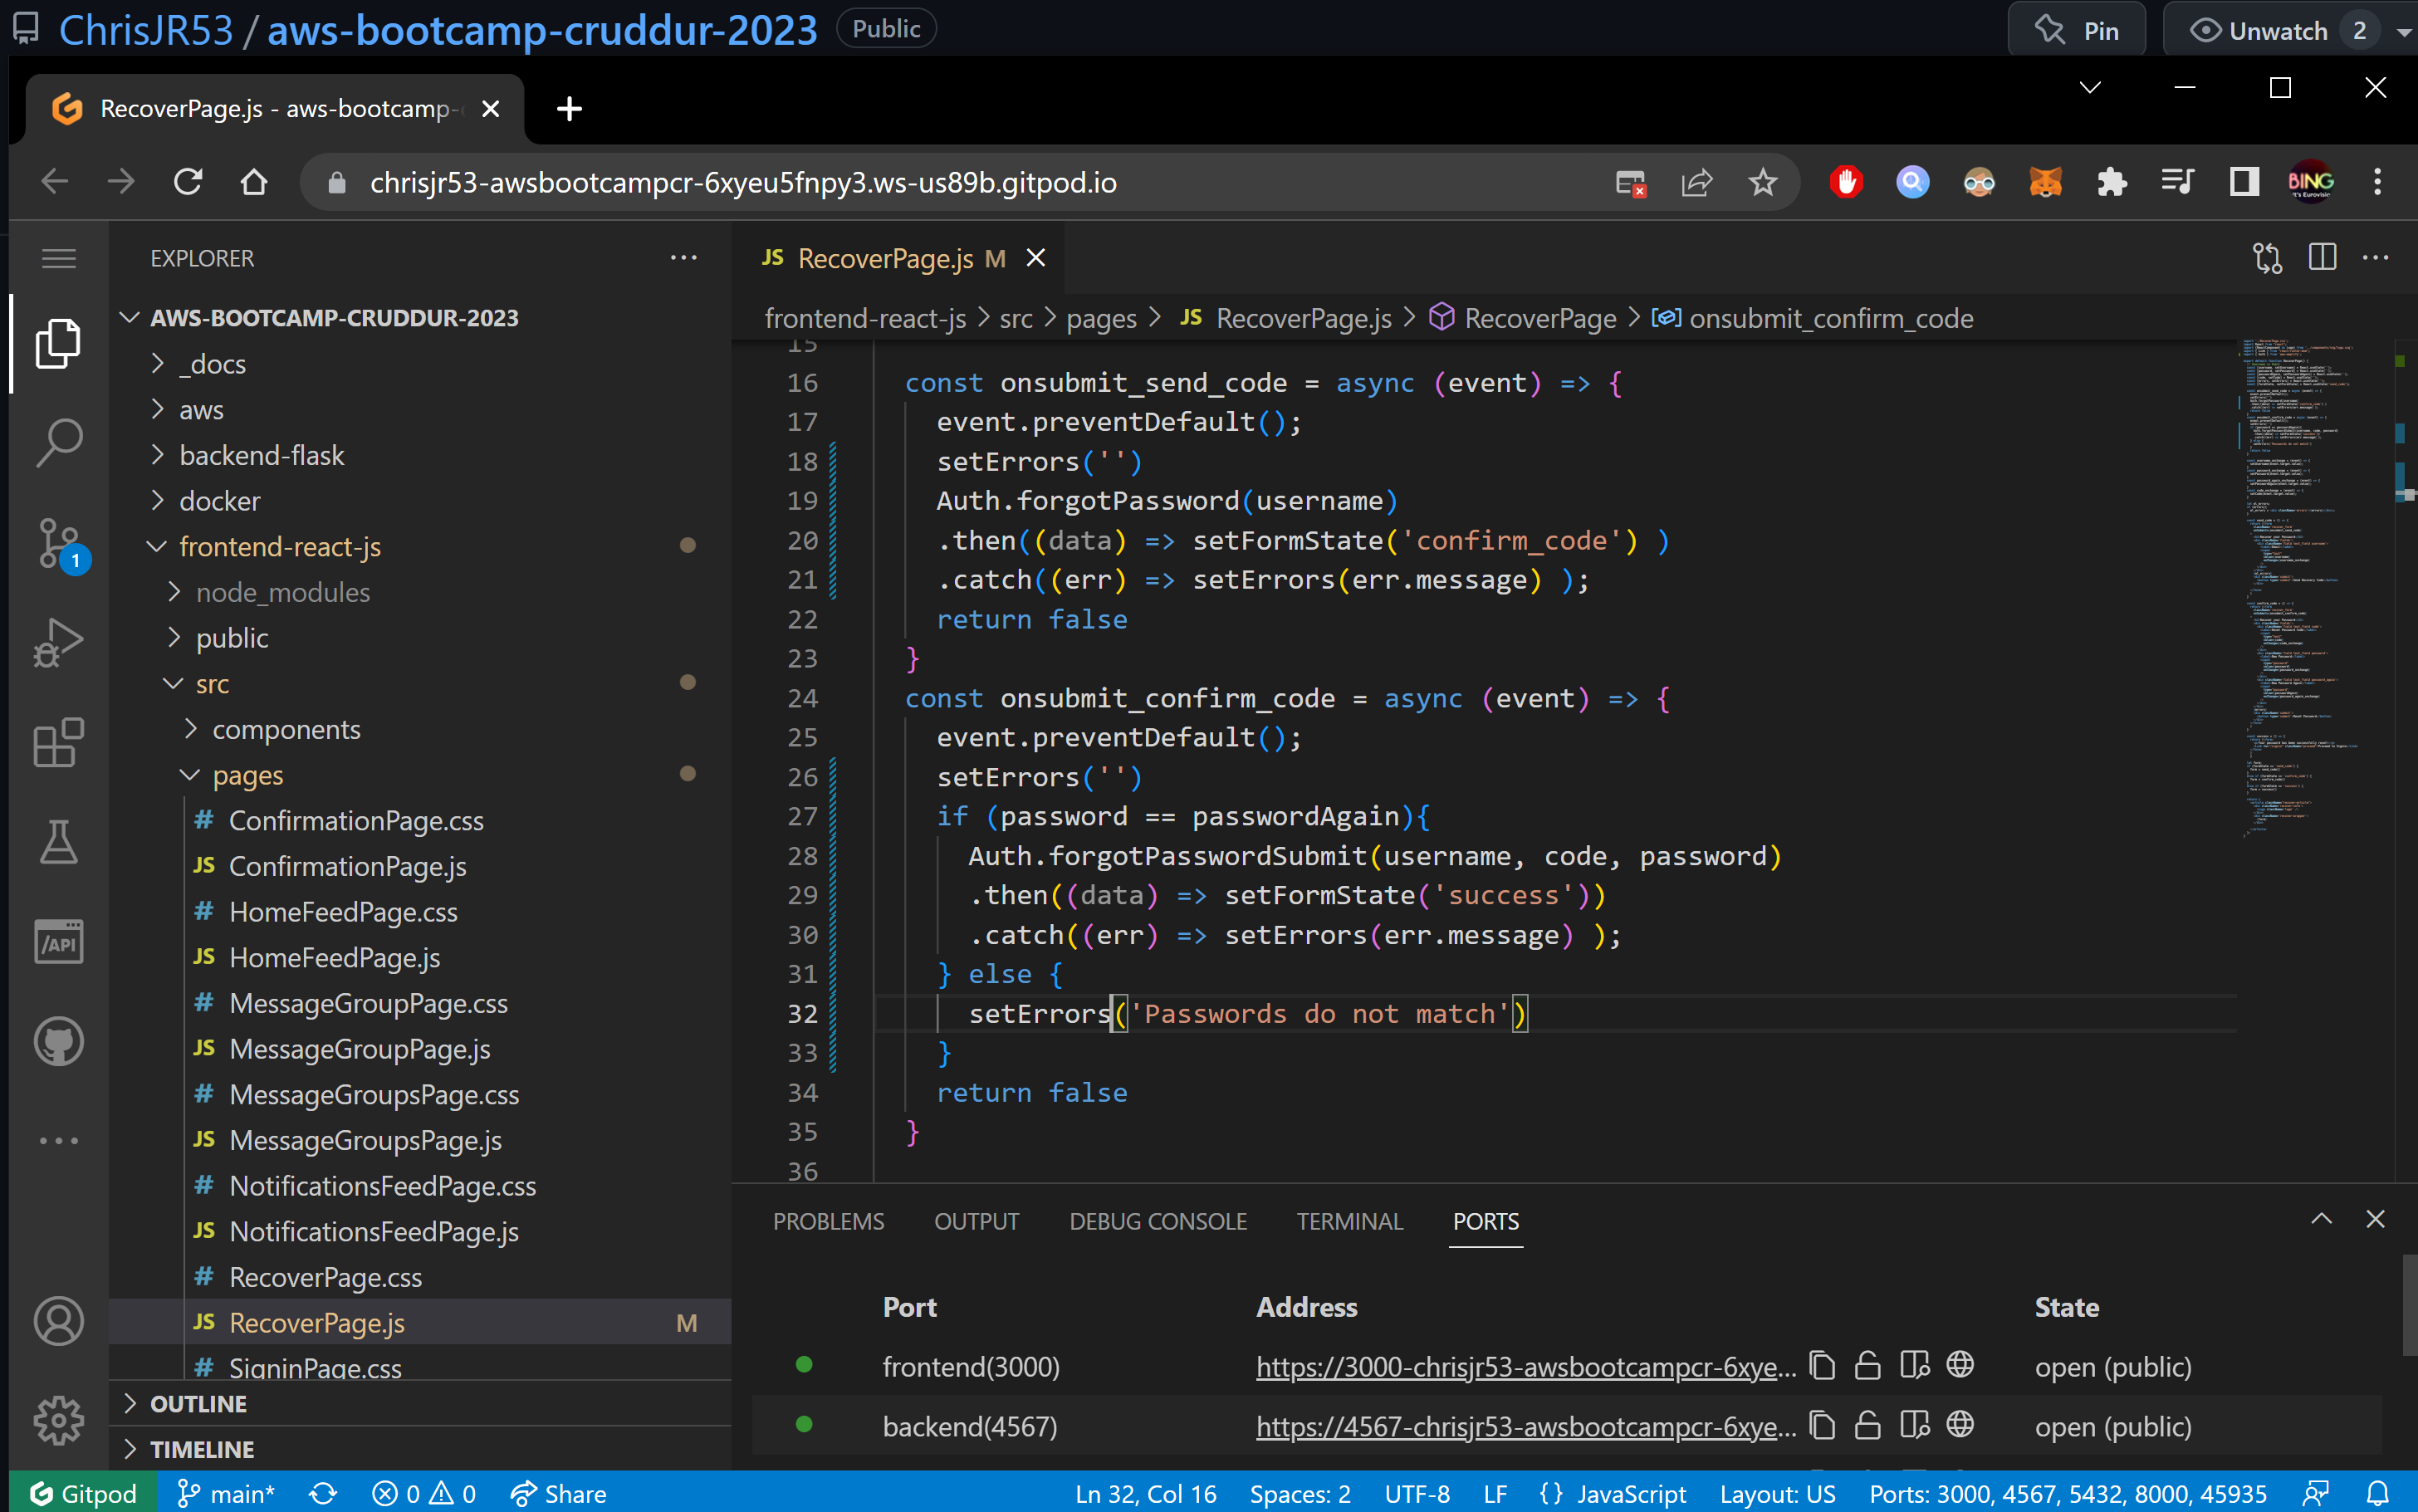 ChrisJR53 / aws-bootcamp-cruddur-2023 Public Pin Unwatch 2
RecoverPage.js - aws-bootcamp-
chrisjr53-awsbootcampcr-6xyeu5fnpy3.ws-us89b.gitpod.io
BING
EXPLORER
AWS-BOOTCAMP-CRUDDUR-2023
_docs
aws
backend-flask
docker
frontend-react-js
node_modules
public
src
components
pages
# ConfirmationPage.css
JS ConfirmationPage.js
# HomeFeedPage.css
JS HomeFeedPage.js
# MessageGroupPage.css
JS MessageGroupPage.js
# MessageGroupsPage.css
JS MessageGroupsPage.js
# NotificationsFeedPage.css
JS NotificationsFeedPage.js
# RecoverPage.css
JS RecoverPage.js M
# SigninPage.css
OUTLINE
TIMELINE
1
/API
JS RecoverPage.js M
frontend-react-js > src > pages > JS RecoverPage.js > RecoverPage > onsubmit_confirm_code
15
16 const onsubmit_send_code = async (event) => {
17 event.preventDefault();
18 setErrors('')
19 Auth.forgotPassword(username)
20 .then((data) => setFormState('confirm_code') )
21 .catch((err) => setErrors(err.message) );
22 return false
23 }
24 const onsubmit_confirm_code = async (event) => {
25 event.preventDefault();
26 setErrors('')
27 if (password == passwordAgain){
28 Auth.forgotPasswordSubmit(username, code, password)
29 .then((data) => setFormState('success'))
30 .catch((err) => setErrors(err.message) );
31 } else {
32 setErrors('Passwords do not match')
33 }
34 return false
35 }
36
PROBLEMS OUTPUT DEBUG CONSOLE TERMINAL PORTS
Port Address State
frontend(3000) https://3000-chrisjr53-awsbootcampcr-6xye... open (public)
backend(4567) https://4567-chrisjr53-awsbootcampcr-6xye... open (public)
Gitpod main* 0 0 Share Ln 32, Col 16 Spaces: 2 UTF-8 LF {} JavaScript Layout: US Ports: 3000, 4567, 5432, 8000, 45935